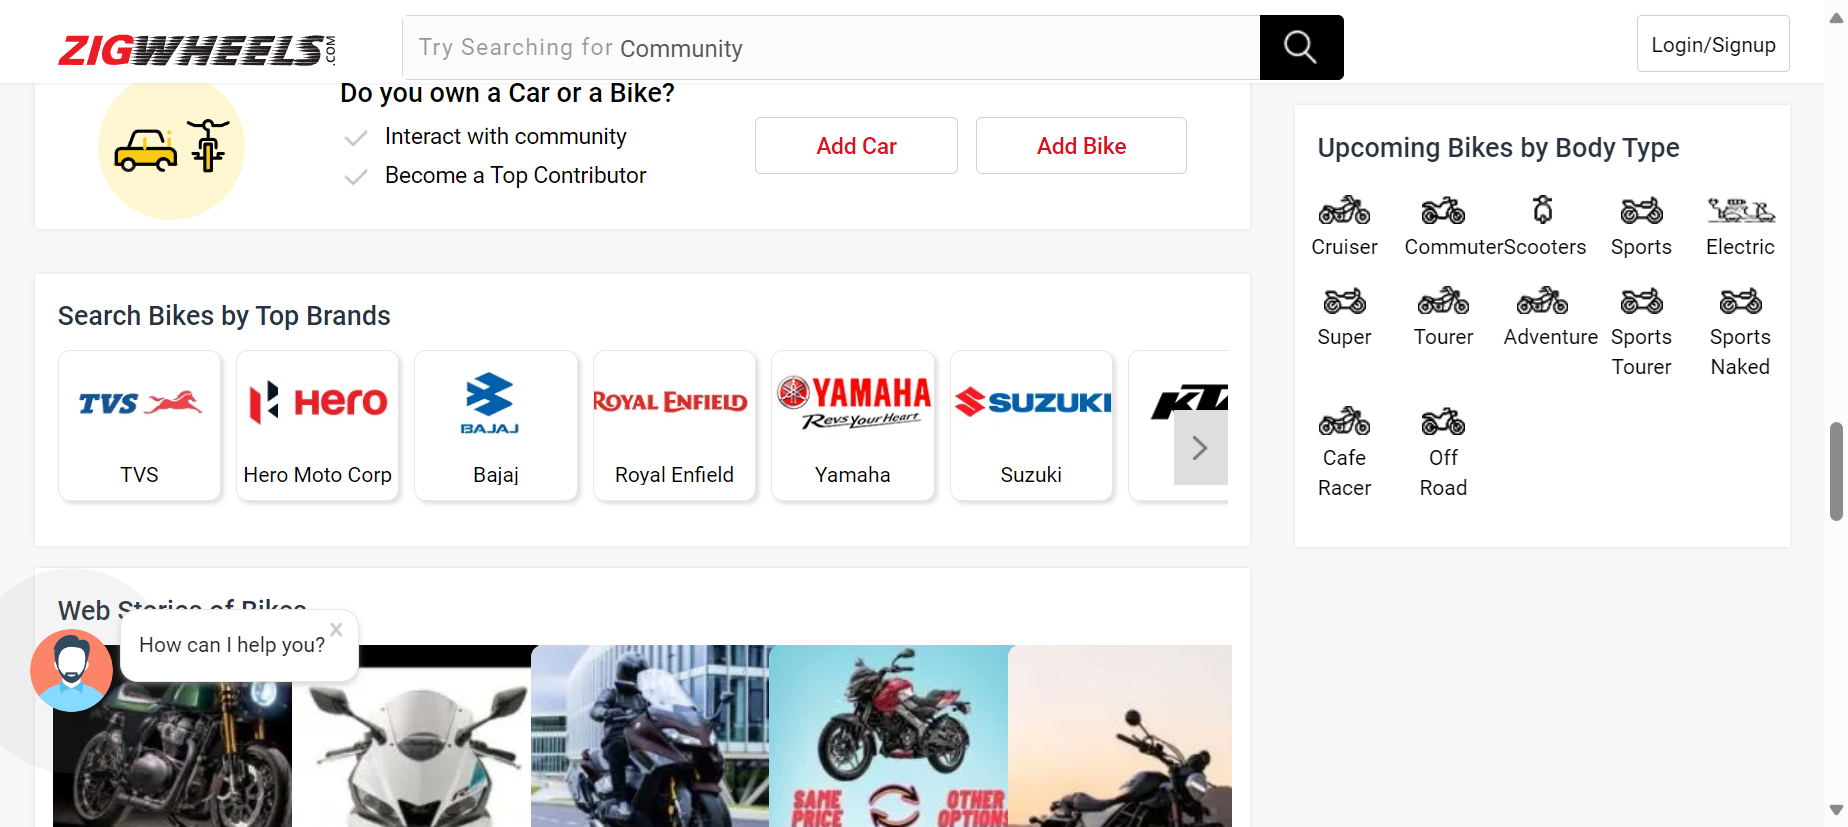 ZIGWHEELS.COM
Try Searching for Community
Login/Signup
Do you own a Car or a Bike?
Interact with community
Become a Top Contributor
Add Car
Add Bike
Upcoming Bikes by Body Type
Cruiser
Commuter
Scooters
Sports
Electric
Super
Tourer
Adventure
Sports
Tourer
Sports
Naked
Cafe
Racer
Off
Road
Search Bikes by Top Brands
TVS
TVS
Hero
Hero Moto Corp
BAJAJ
Bajaj
ROYAL ENFIELD
Royal Enfield
YAMAHA
Revs Your Heart
Yamaha
SUZUKI
Suzuki
KTM
Web Stories of Bikes
How can I help you?
SAME
PRICE
OTHER
OPTIONS